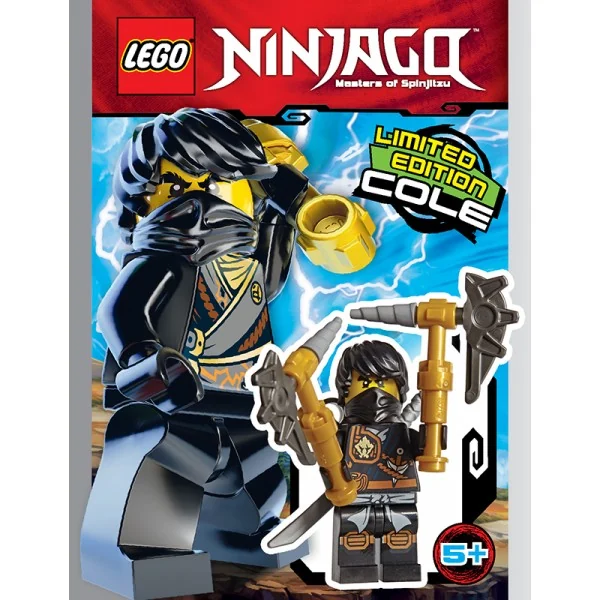 LEGO
NINJAGO
Masters of Spinjitzu
LIMITED
EDITION
COLE
5+